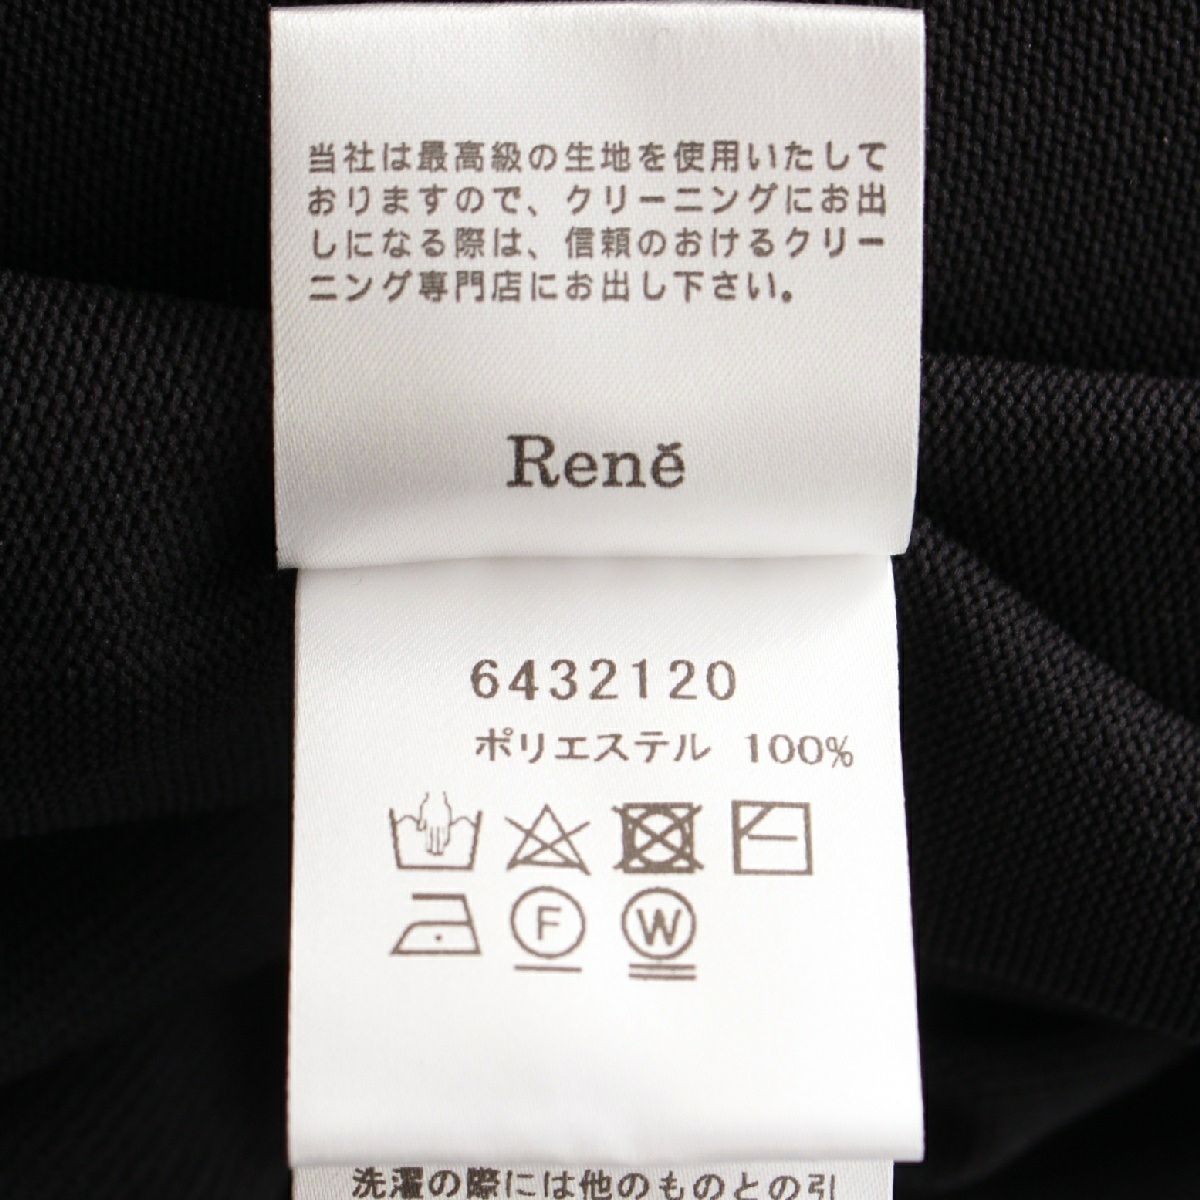 当社は最高級の生地を使用いたして
おりますので、クリーニングにお出
しになる際は、信頼のおけるクリー
ニング専門店にお出し下さい。
Renĕ
6432120
ポリエステル 100%
F
W
洗濯の際には他のものとの引